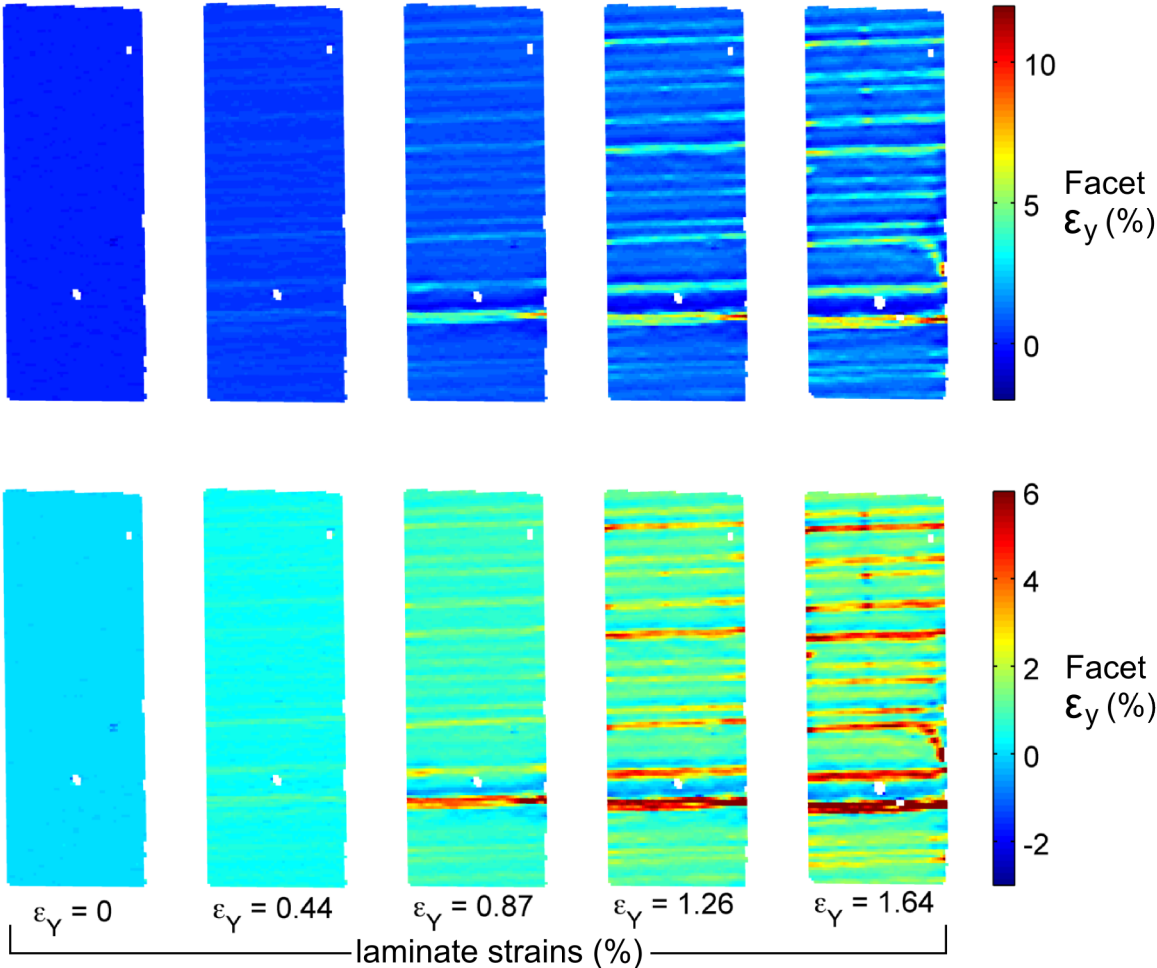 10
Facet
5
εy (%)
0
6
4
2
Facet
εy (%)
0
-2
εY = 0
εY = 0.44
εY = 0.87
εY = 1.26
εY = 1.64
laminate strains (%)